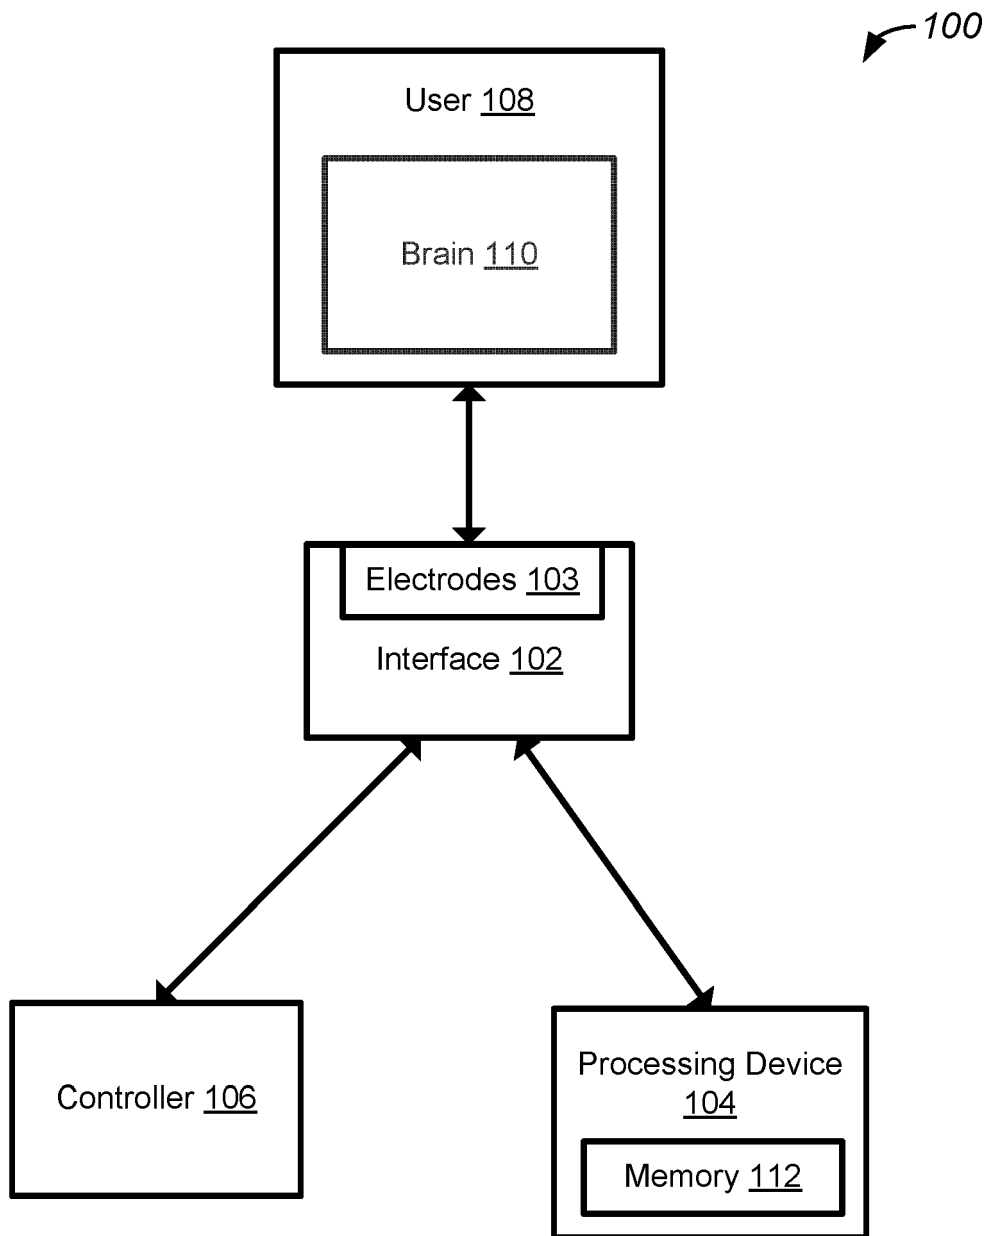 100
User 108
Brain 110
Electrodes 103
Interface 102
Controller 106
Processing Device
104
Memory 112